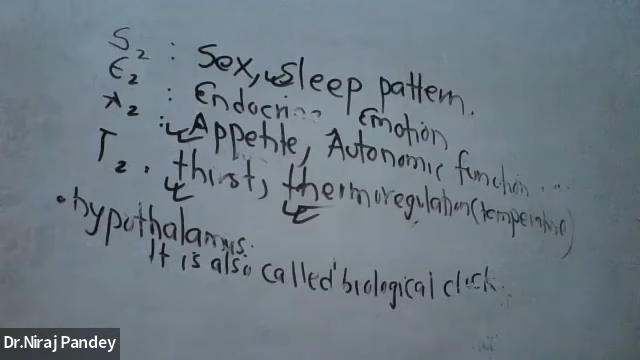 S₂ : Sex, Sleep pattern.
E₂ : Endocrine Emotion
A₂ : Appetite, Autonomic function....
T₂ . thirst, thermoregulation(temperature)
•hypothalamus.
It is also called biological clock.
Dr.Niraj Pandey